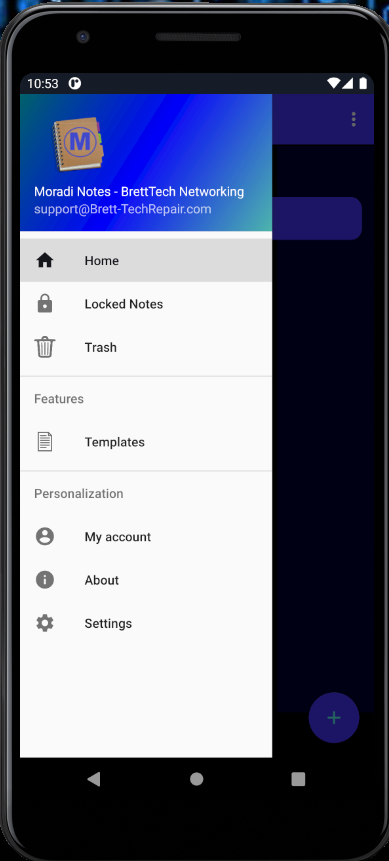 10:53
M
Moradi Notes - BrettTech Networking
support@Brett-TechRepair.com
Home
Locked Notes
Trash
Features
Templates
Personalization
My account
About
Settings